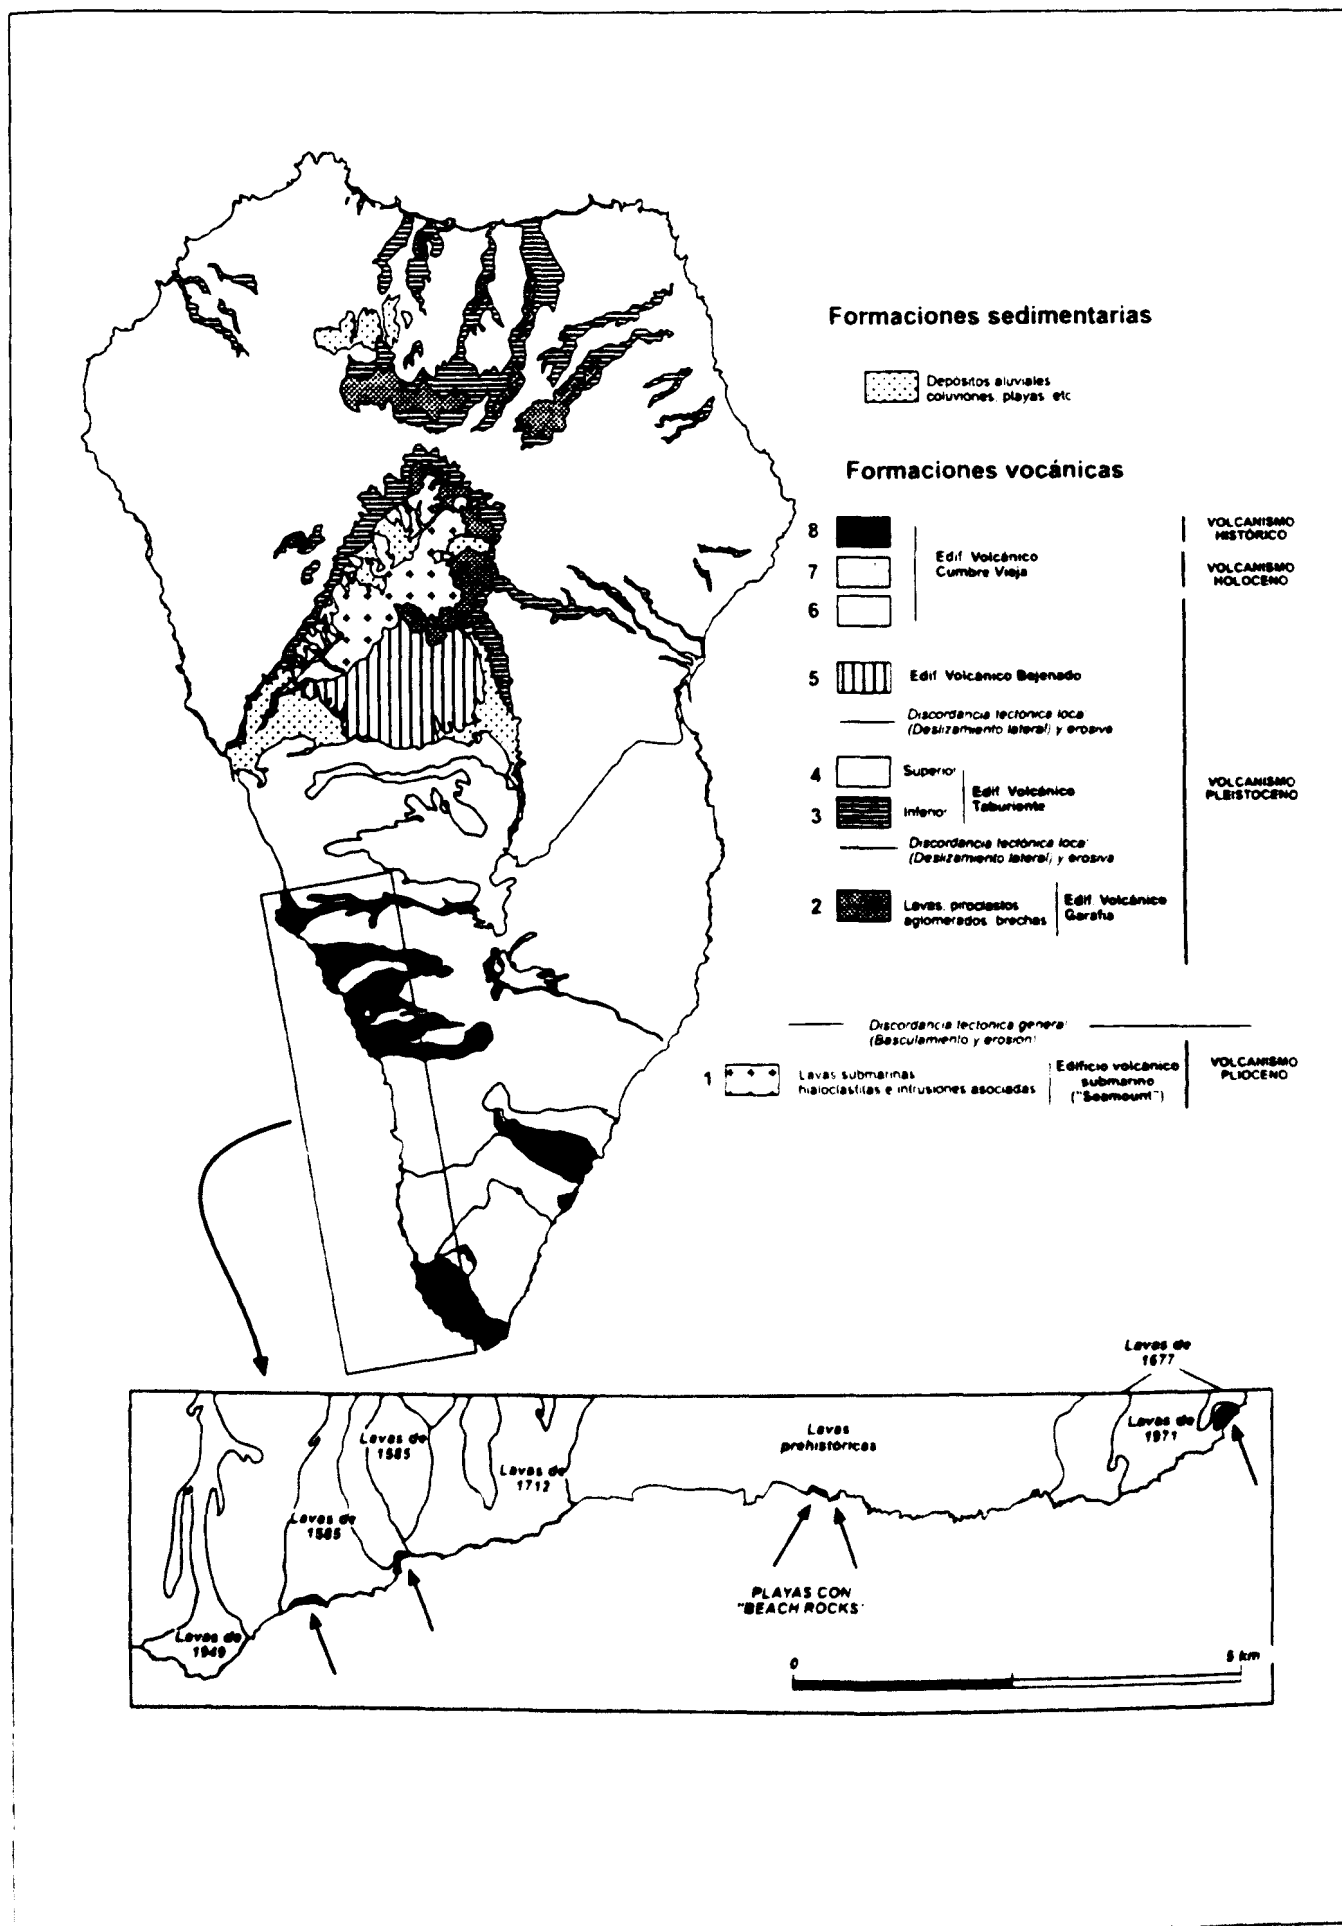 Formaciones sedimentarias
Depósitos aluviales
coluviones, playas, etc
Formaciones vocánicas
8
7
6
Edif. Volcánico
Cumbre Vieja
VOLCANISMO
HISTÓRICO
VOLCANISMO
HOLOCENO
5
Edif. Volcánico Bejenado
Discordancia tectónica local
(Deslizamiento lateral) y erosiva
4
Superior
3
Inferior
Edif. Volcánico
Taburiente
VOLCANISMO
PLEISTOCENO
Discordancia tectónica local
(Deslizamiento lateral) y erosiva
2
Lavas, piroclastos
aglomerados, brechas
Edif. Volcánico
Garafia
Discordancia tectonica general
(Basculamiento y erosion)
1
Lavas submarinas
hialoclastitas e intrusiones asociadas
Edificio volcánico
submarino
("Seamount")
VOLCANISMO
PLIOCENO
Lavas de
1677
Lavas de
1585
Lavas de
1712
Lavas
prehistóricas
Lavas de
1971
Lavas de
1585
Lavas de
1949
PLAYAS CON
"BEACH ROCKS"
0
5 km